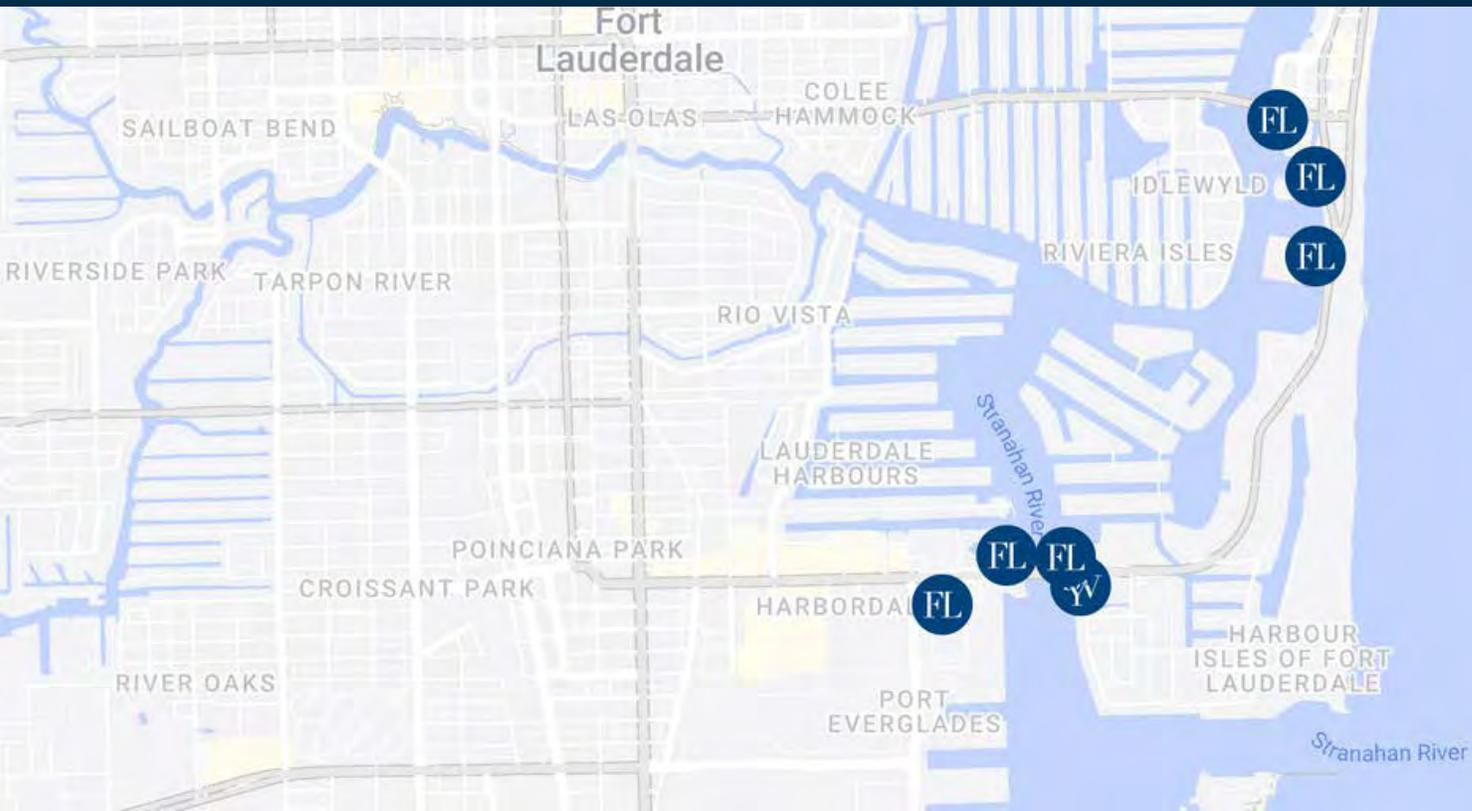 Fort
Lauderdale
COLEE
HAMMOCK
LAS OLAS
SAILBOAT BEND
FL
FL
IDLEWYLD
RIVIERA ISLES
FL
RIVERSIDE PARK
TARPON RIVER
RIO VISTA
Stranahan River
LAUDERDALE
HARBOURS
POINCIANA PARK
FL
FL
YV
CROISSANT PARK
HARBORDA
FL
HARBOUR
ISLES OF FORT
LAUDERDALE
RIVER OAKS
PORT
EVERGLADES
Stranahan River